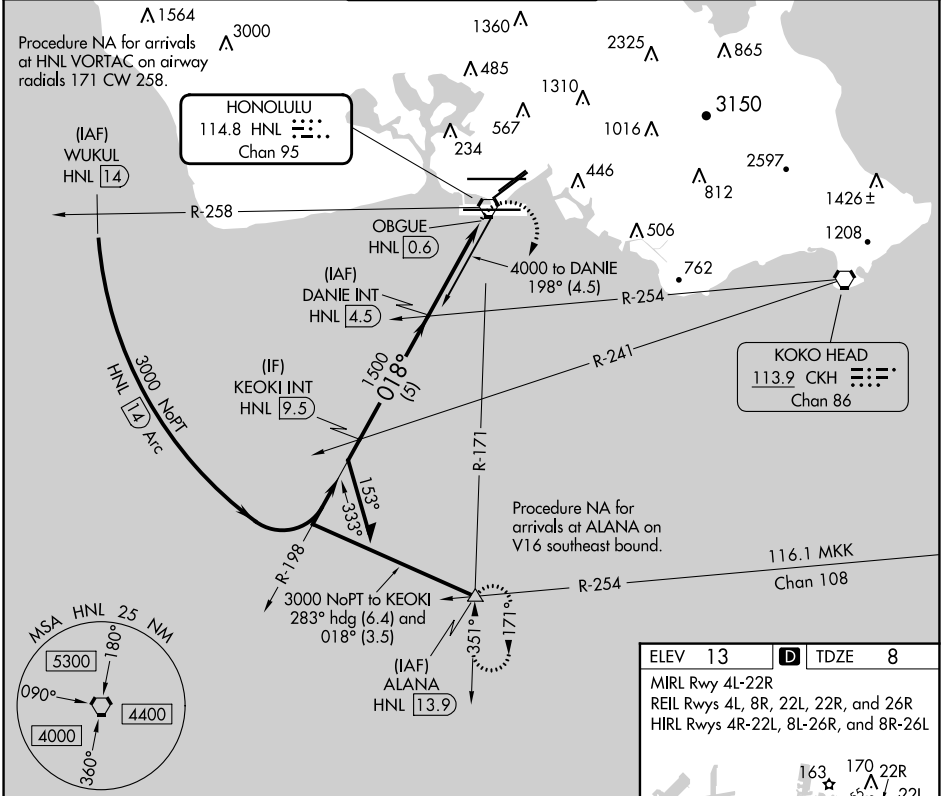 1564
3000
1360
2325
865
Procedure NA for arrivals
at HNL VORTAC on airway
radials 171 CW 258.
485
1310
3150
HONOLULU
114.8 HNL
Chan 95
567
234
1016
2597
(IAF)
WUKUL
HNL 14
446
812
1426 ±
R-258
OBGUE
HNL 0.6
506
1208
4000 to DANIE
198° (4.5)
762
(IAF)
DANIE INT
HNL 4.5
R-254
R-241
KOKO HEAD
113.9 CKH
Chan 86
3000 NoPT
HNL 14 Arc
(IF)
KEOKI INT
HNL 9.5
1500
018°
(5)
R-171
153°
333°
Procedure NA for
arrivals at ALANA on
V16 southeast bound.
R-198
116.1 MKK
Chan 108
R-254
3000 NoPT to KEOKI
283° hdg (6.4) and
018° (3.5)
351°
171°
(IAF)
ALANA
HNL 13.9
MSA HNL 25 NM
180°
5300
090°
4400
4000
360°
ELEV 13 D TDZE 8
MIRL Rwy 4L-22R
REIL Rwys 4L, 8R, 22L, 22R, and 26R
HIRL Rwys 4R-22L, 8L-26R, and 8R-26L
163
170
22R
22L